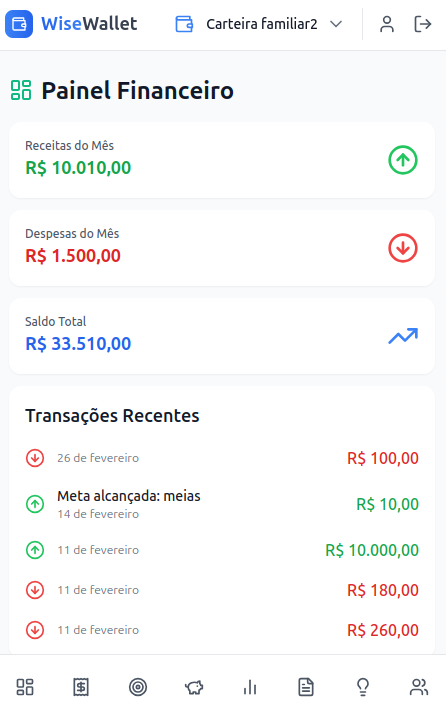 WiseWallet
Carteira familiar2
Painel Financeiro
Receitas do Mês
R$ 10.010,00
Despesas do Mês
R$ 1.500,00
Saldo Total
R$ 33.510,00
Transações Recentes
26 de fevereiro R$ 100,00
Meta alcançada: meias
14 de fevereiro R$ 10,00
11 de fevereiro R$ 10.000,00
11 de fevereiro R$ 180,00
11 de fevereiro R$ 260,00